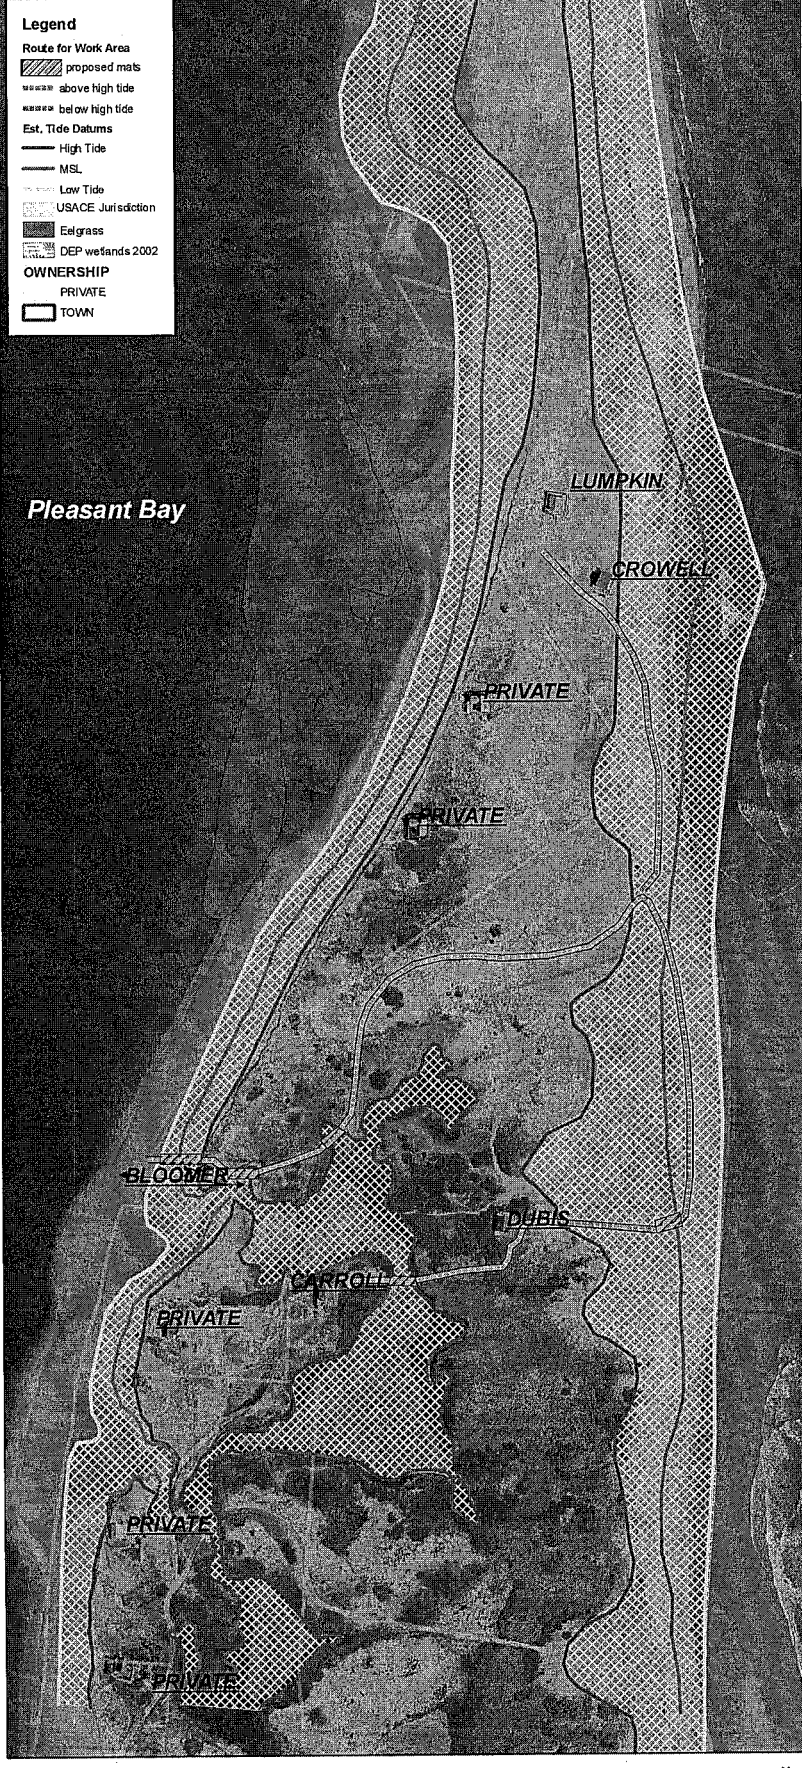 Legend
Route for Work Area
proposed mats
above high tide
below high tide
Est. Tide Datums
High Tide
MSL
Low Tide
USACE Jurisdiction
Eelgrass
DEP wetlands 2002
OWNERSHIP
PRIVATE
TOWN
LUMPKIN
Pleasant Bay
CROWELL
PRIVATE
PRIVATE
BLOOMER
DUBIS
CARROLL
PRIVATE
PRIVATE
PRIVATE